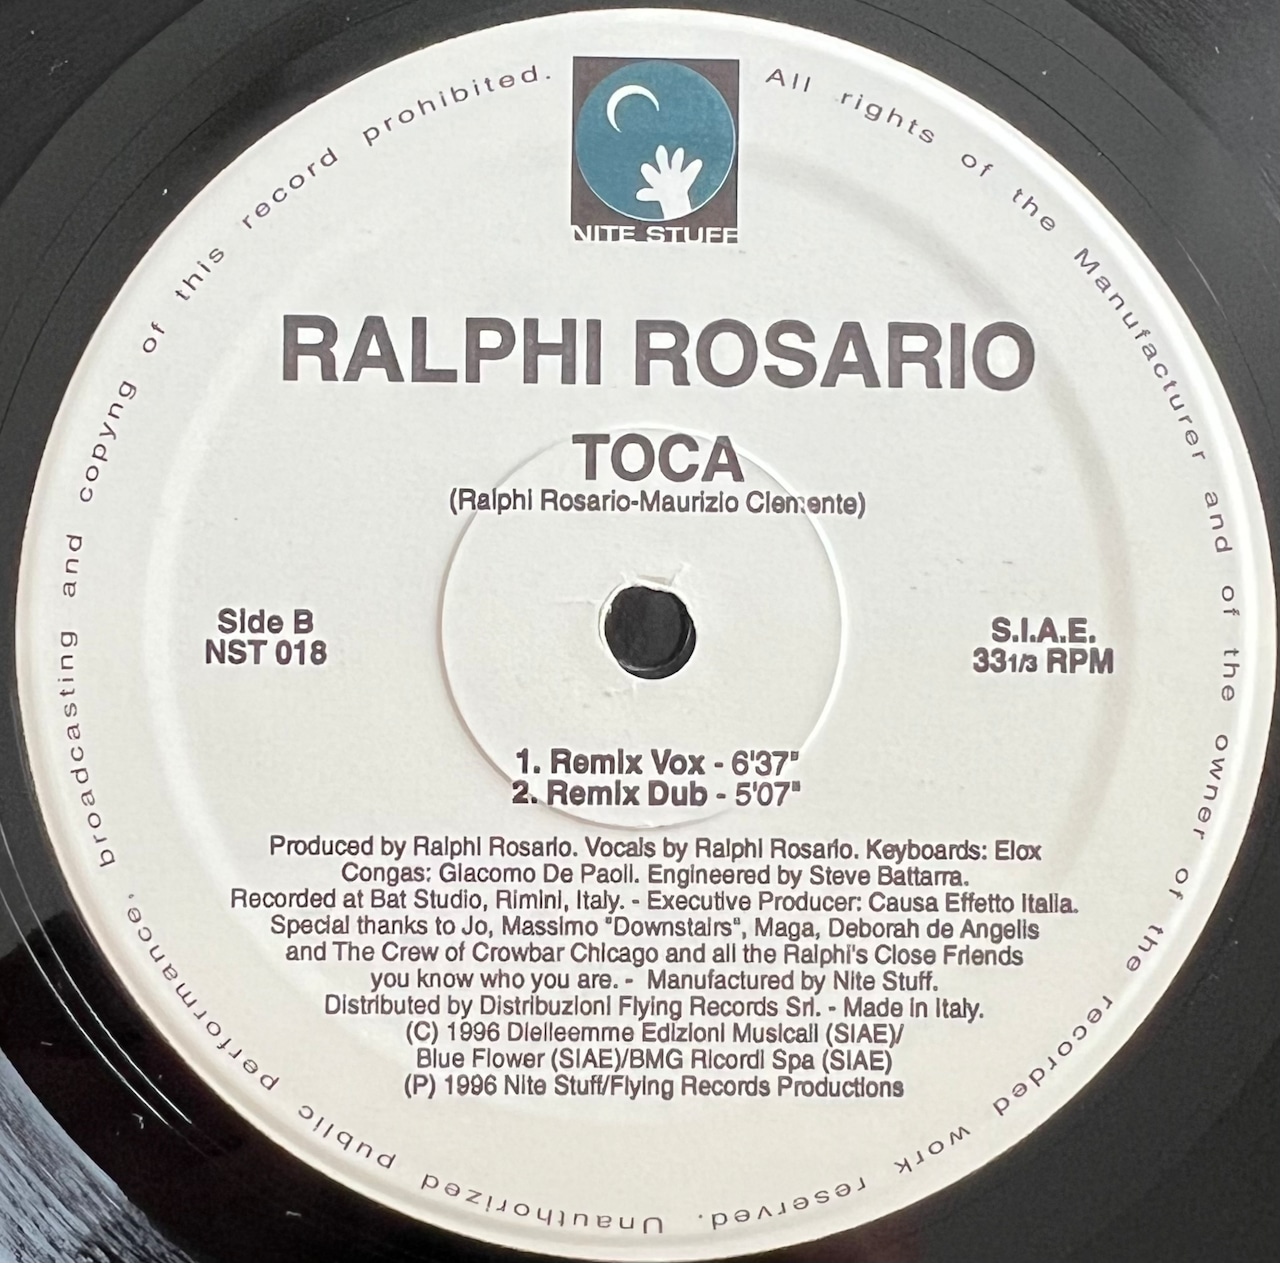 NITE STUFF
All rights of the Manufacturer and of the owner of the recorded work reserved. Unauthorized public performance, broadcasting and copyng of this record prohibited.
RALPHI ROSARIO
TOCA
(Ralphi Rosario-Maurizio Clemente)
Side B
NST 018
S.I.A.E.
33 1/3 RPM
1. Remix Vox - 6'37"
2. Remix Dub - 5'07"
Produced by Ralphi Rosario. Vocals by Ralphi Rosario. Keyboards: Elox
Congas: Giacomo De Paoli. Engineered by Steve Battarra.
Recorded at Bat Studio, Rimini, Italy. - Executive Producer: Causa Effetto Italia.
Special thanks to Jo, Massimo "Downstairs", Maga, Deborah de Angelis
and The Crew of Crowbar Chicago and all the Ralphi's Close Friends
you know who you are. - Manufactured by Nite Stuff.
Distributed by Distribuzioni Flying Records Srl. - Made in Italy.
(C) 1996 Dielleemme Edizioni Musicali (SIAE)/
Blue Flower (SIAE)/BMG Ricordi Spa (SIAE)
(P) 1996 Nite Stuff/Flying Records Productions